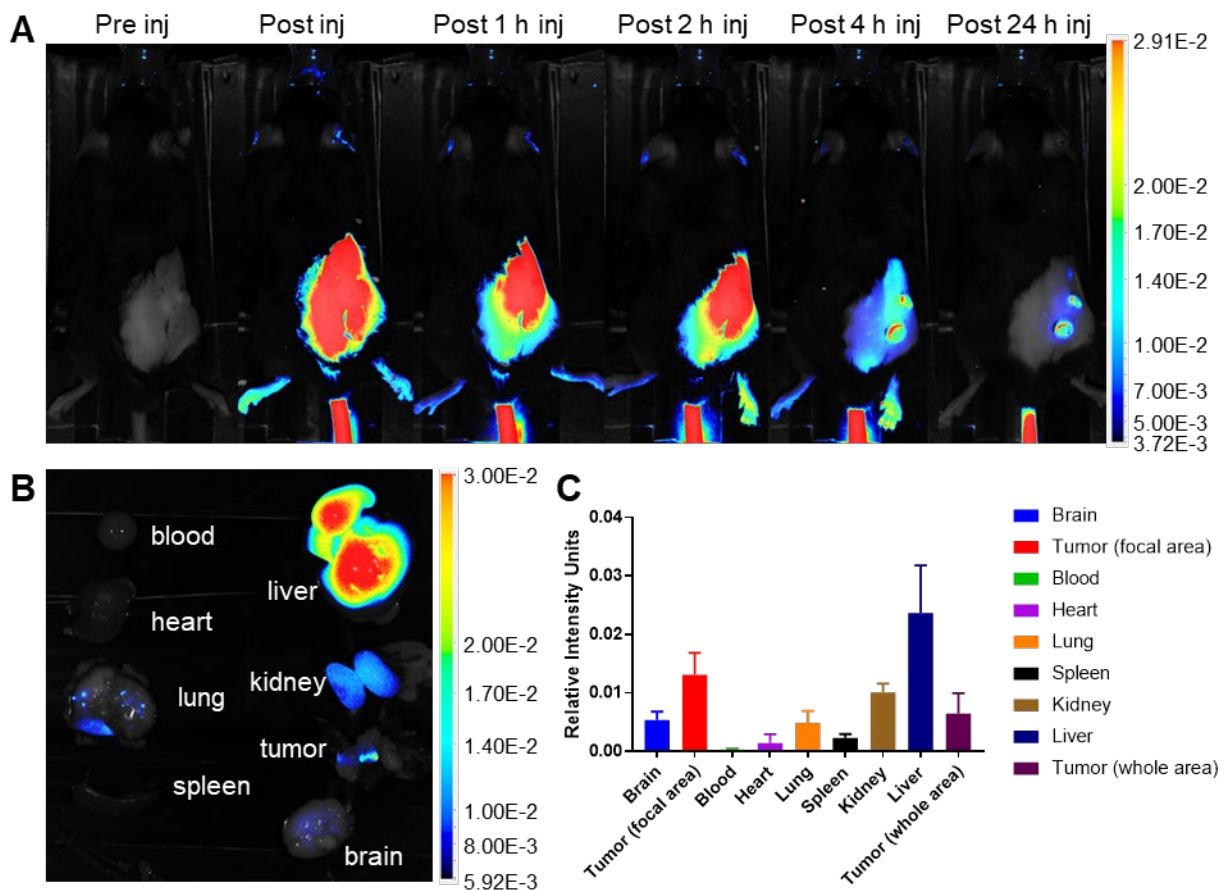 A
Pre inj
Post inj
Post 1 h inj
Post 2 h inj
Post 4 h inj
Post 24 h inj
2.91E-2
2.00E-2
1.70E-2
1.40E-2
1.00E-2
7.00E-3
5.00E-3
3.72E-3
B
blood
heart
lung
spleen
liver
kidney
tumor
brain
3.00E-2
2.00E-2
1.70E-2
1.40E-2
1.00E-2
8.00E-3
5.92E-3
C
Relative Intensity Units
0.04
0.03
0.02
0.01
0.00
Brain
Tumor (focal area)
Blood
Heart
Lung
Spleen
Kidney
Liver
Tumor (whole area)
Brain
Tumor (focal area)
Blood
Heart
Lung
Spleen
Kidney
Liver
Tumor (whole area)